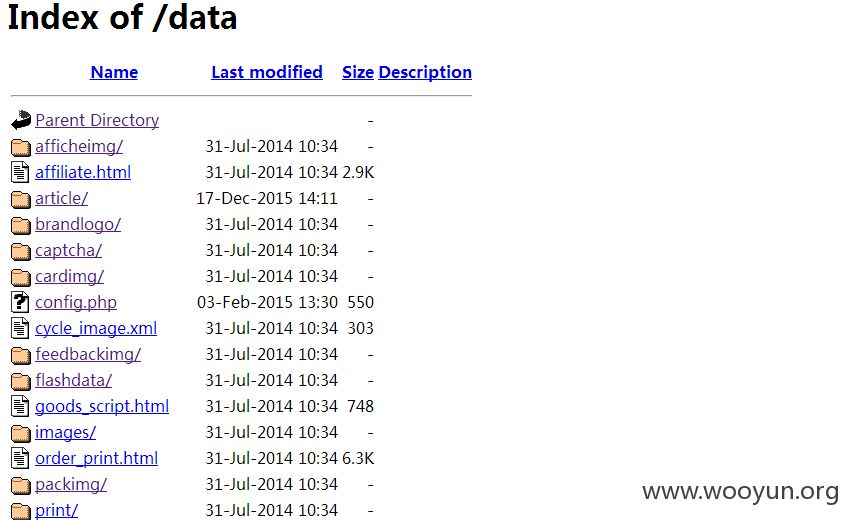 Index of /data
Name Last modified Size Description
Parent Directory -
afficheimg/ 31-Jul-2014 10:34 -
affiliate.html 31-Jul-2014 10:34 2.9K
article/ 17-Dec-2015 14:11 -
brandlogo/ 31-Jul-2014 10:34 -
captcha/ 31-Jul-2014 10:34 -
cardimg/ 31-Jul-2014 10:34 -
config.php 03-Feb-2015 13:30 550
cycle_image.xml 31-Jul-2014 10:34 303
feedbackimg/ 31-Jul-2014 10:34 -
flashdata/ 31-Jul-2014 10:34 -
goods_script.html 31-Jul-2014 10:34 748
images/ 31-Jul-2014 10:34 -
order_print.html 31-Jul-2014 10:34 6.3K
packimg/ 31-Jul-2014 10:34 -
print/ 31-Jul-2014 10:34 -
www.wooyun.org